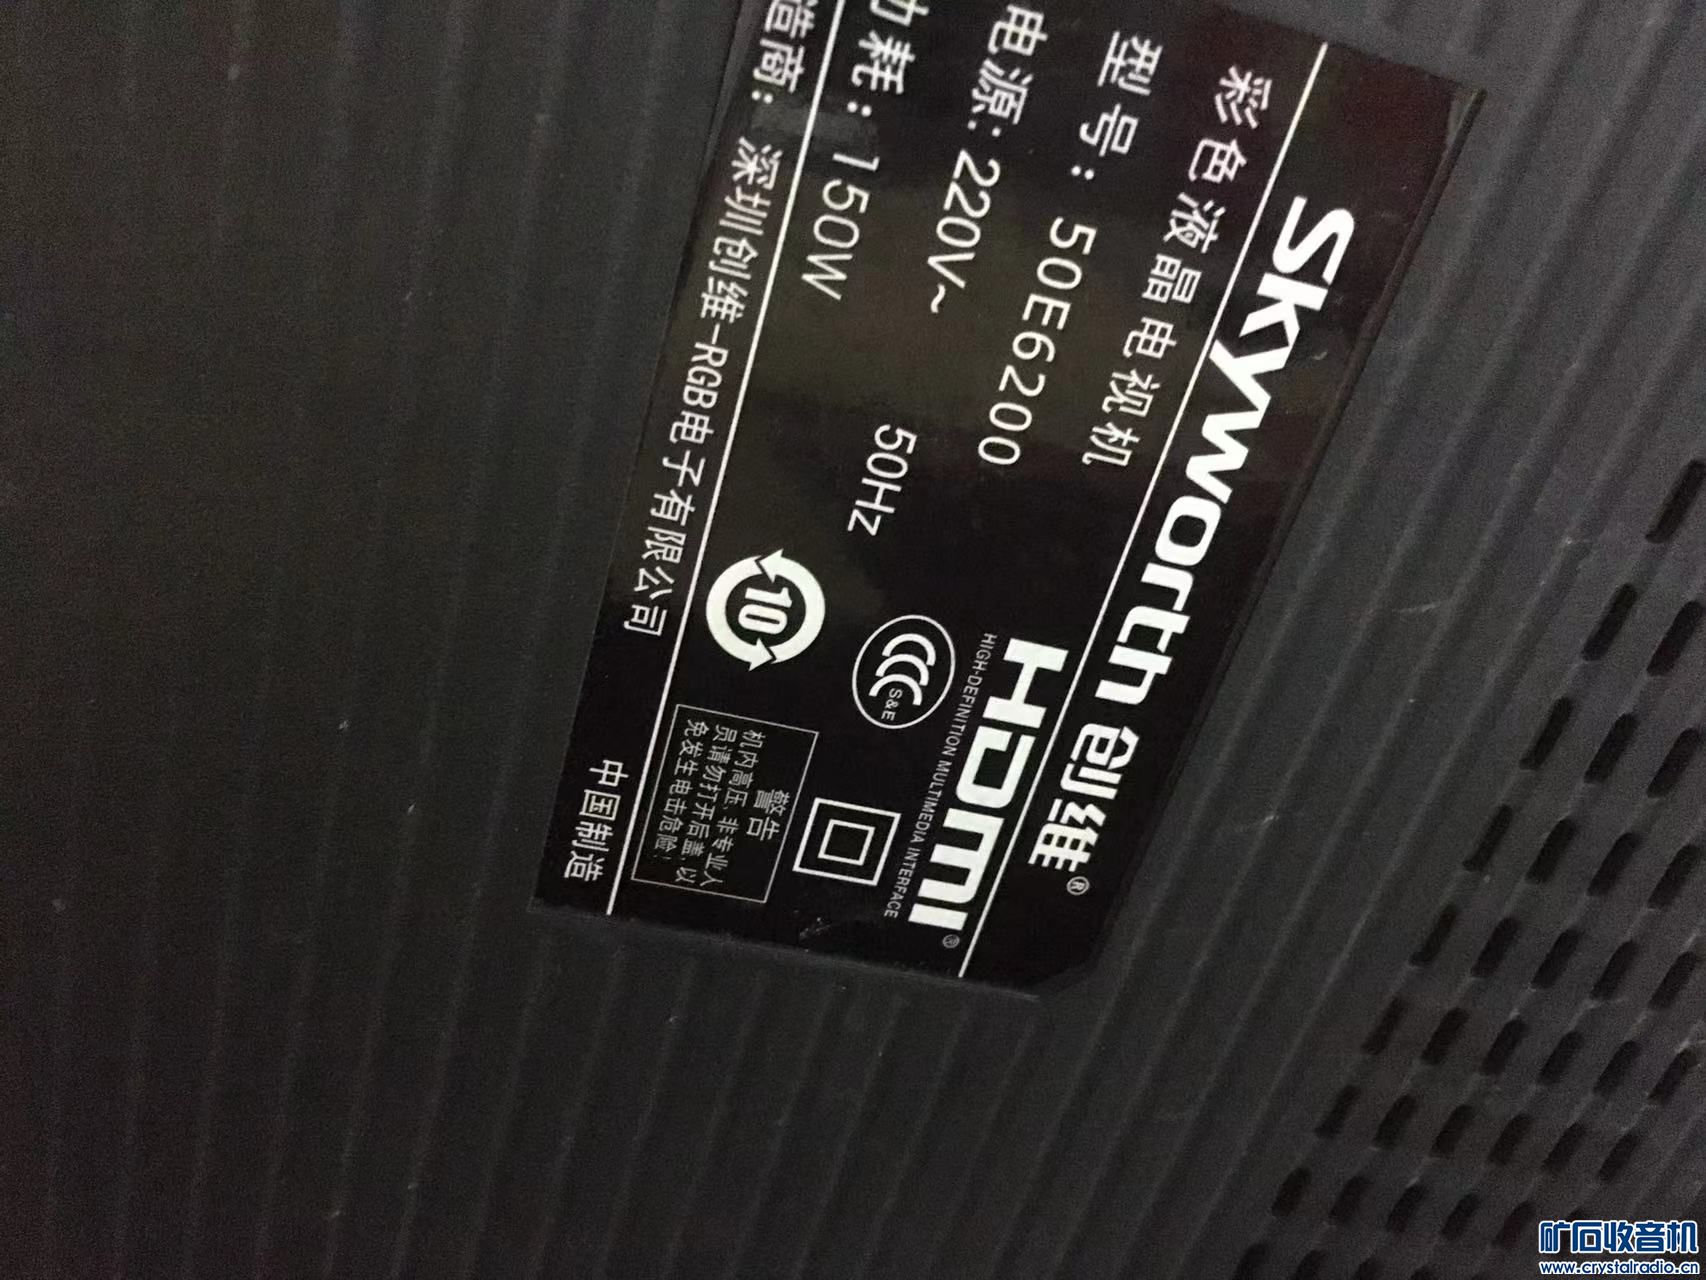 Skyworth 创维®
彩色液晶电视机
型号: 50E6200
电源: 220V~ 50Hz
功耗: 150W
HDMI®
HIGH-DEFINITION MULTIMEDIA INTERFACE
S&E
10
警告
机内高压,非专业人
员请勿打开后盖,以
免发生电击危险!
造商: 深圳创维-RGB电子有限公司
中国制造
矿石收音机
www.crystalradio.cn